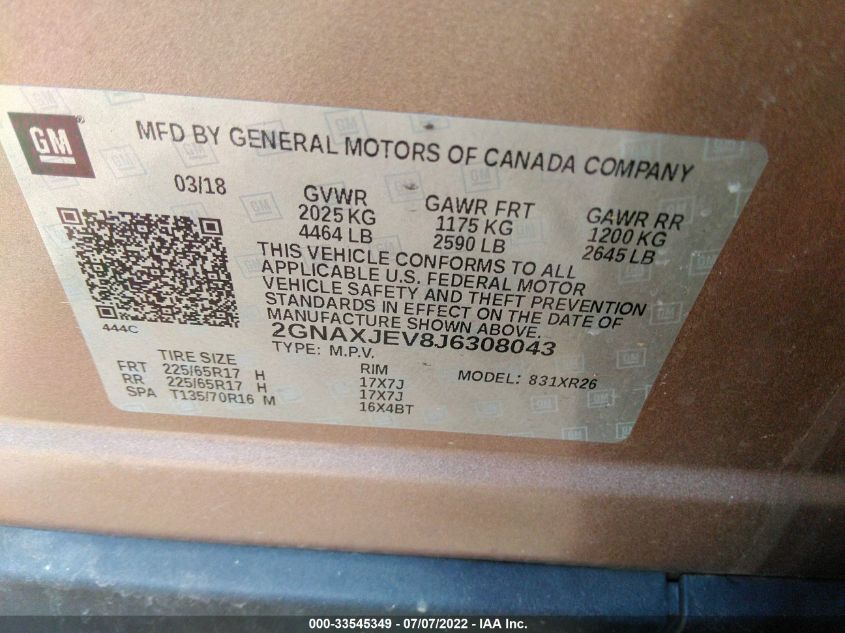 GM
MFD BY GENERAL MOTORS OF CANADA COMPANY
03/18
GVWR
2025 KG
4464 LB
GAWR FRT
1175 KG
2590 LB
GAWR RR
1200 KG
2645 LB
THIS VEHICLE CONFORMS TO ALL
APPLICABLE U.S. FEDERAL MOTOR
VEHICLE SAFETY AND THEFT PREVENTION
STANDARDS IN EFFECT ON THE DATE OF
MANUFACTURE SHOWN ABOVE.
444C
2GNAXJEV8J6308043
TYPE: M.P.V.
MODEL: 831XR26
TIRE SIZE
RIM
FRT 225/65R17 H 17X7J
RR 225/65R17 H 17X7J
SPA T135/70R16 M 16X4BT
000-33545349 - 07/07/2022 - IAA Inc.